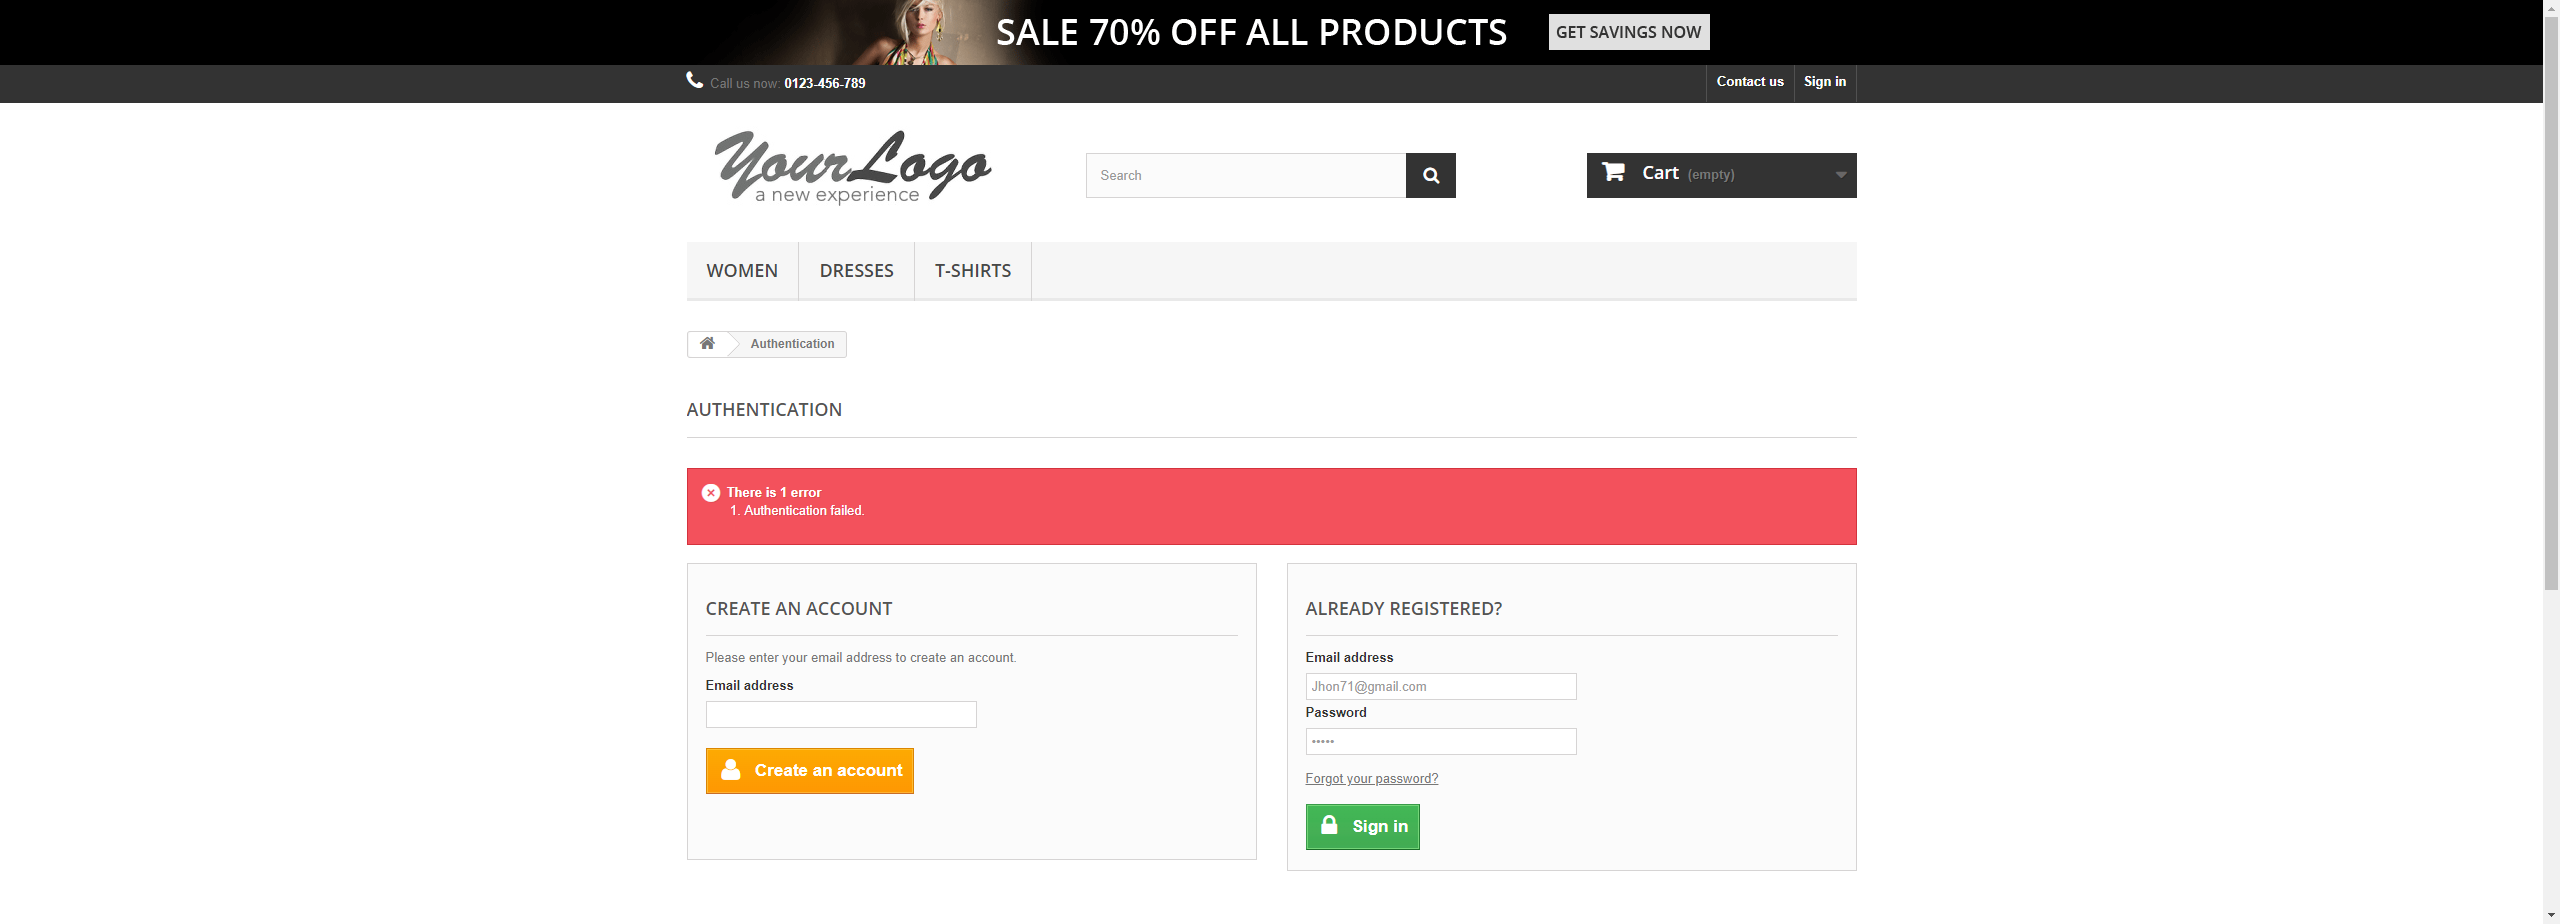 SALE 70% OFF ALL PRODUCTS GET SAVINGS NOW
Call us now: 0123-456-789 Contact us Sign in
Your Logo
a new experience
Search
Cart (empty)
WOMEN DRESSES T-SHIRTS
Authentication
AUTHENTICATION
There is 1 error
1. Authentication failed.
CREATE AN ACCOUNT
Please enter your email address to create an account.
Email address
Create an account
ALREADY REGISTERED?
Email address
Jhon71@gmail.com
Password
•••••
Forgot your password?
Sign in